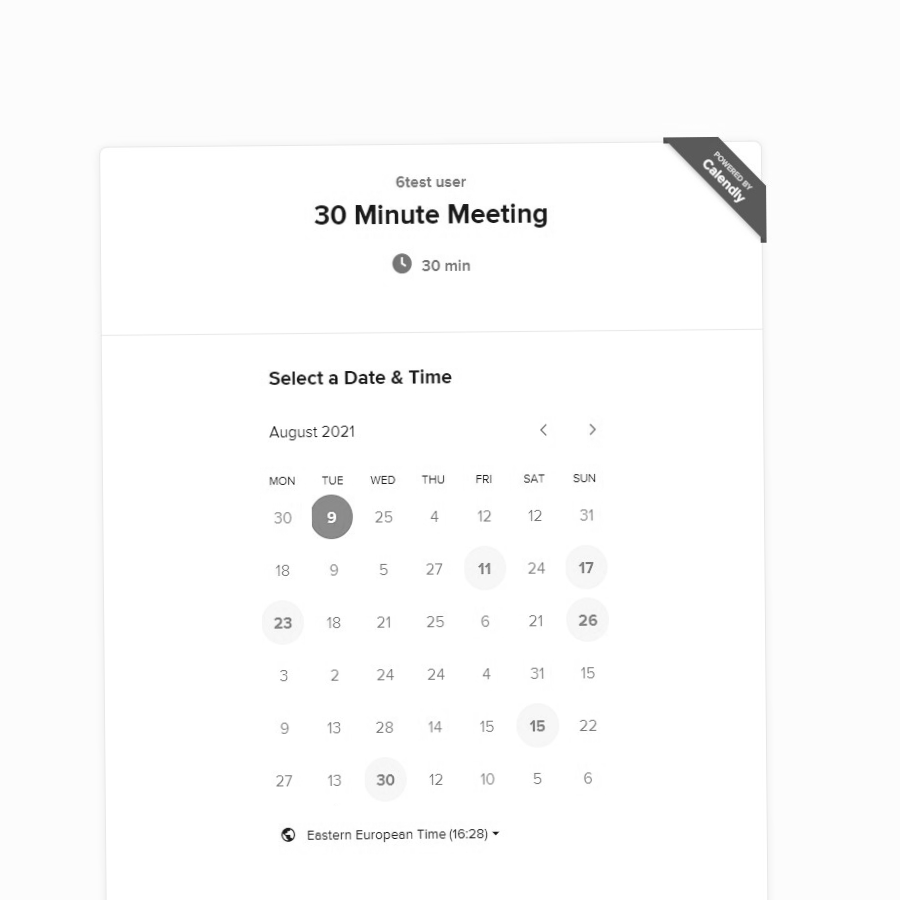 POWERED BY
Calendly
6test user
30 Minute Meeting
30 min
Select a Date & Time
August 2021
MON TUE WED THU FRI SAT SUN
30 9 25 4 12 12 31
18 9 5 27 11 24 17
23 18 21 25 6 21 26
3 2 24 24 4 31 15
9 13 28 14 15 15 22
27 13 30 12 10 5 6
Eastern European Time (16:28)